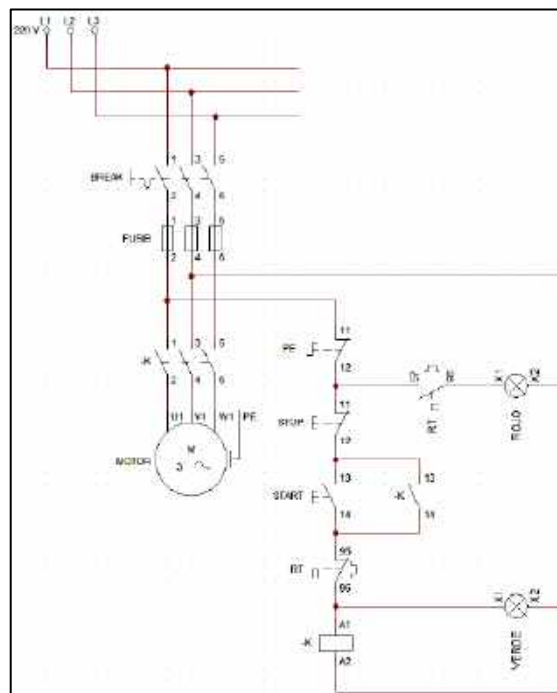 220 V L1 L2 L3
1 3 5
BREAK
2 4 6
1 3 5
FUSIB
2 4 6
11
PE
12
1 3 5
-K
2 4 6
11
STOP
12
RT
X1 X2
ROJO
U1 V1 W1 PE
M
3
MOTOR
13 13
START -K
14 14
95
RT
96
X1 X2
VERDE
A1
-K
A2